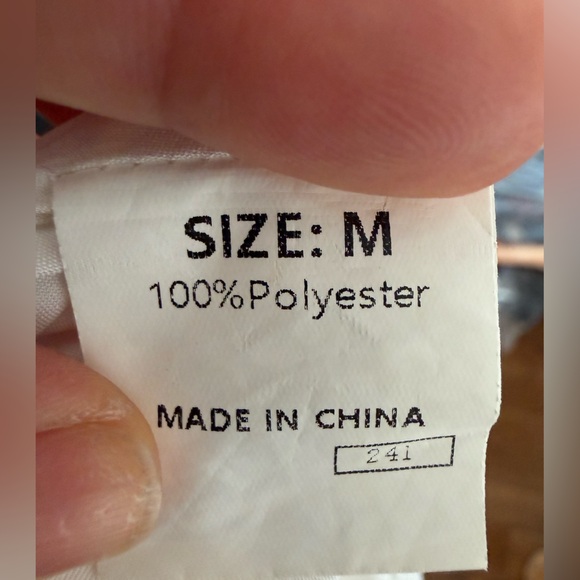 SIZE: M
100%Polyester
MADE IN CHINA
241